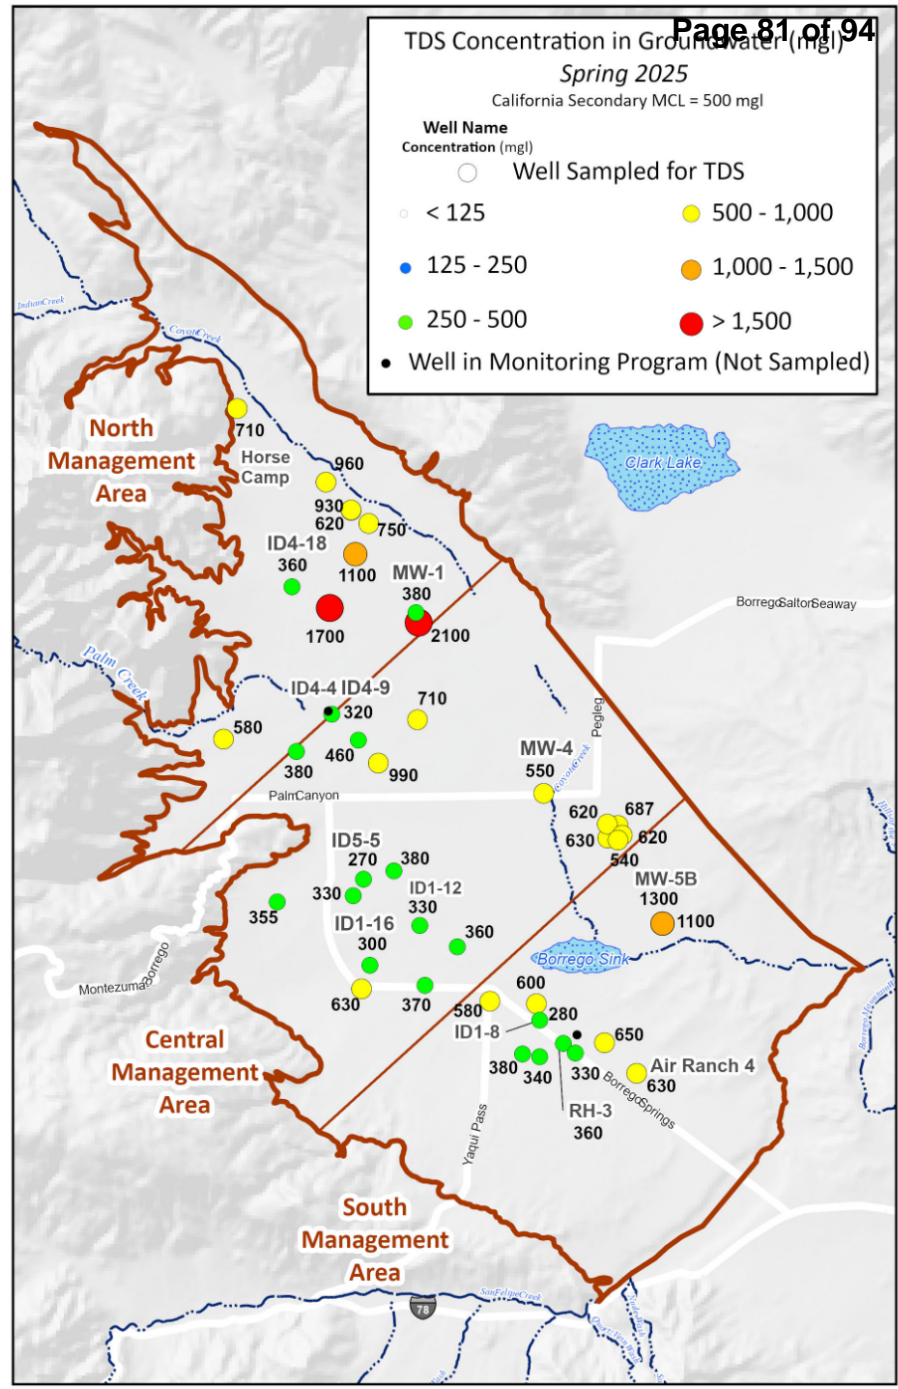 Page 81 of 94
TDS Concentration in Groundwater (mgl)
Spring 2025
California Secondary MCL = 500 mgl
Well Name
Concentration (mgl)
Well Sampled for TDS
< 125
500 - 1,000
125 - 250
1,000 - 1,500
250 - 500
> 1,500
Well in Monitoring Program (Not Sampled)
IndianCreek
CoyotCreek
710
North
Management
Area
Horse
Camp
960
Clark Lake
930
620
750
ID4-18
360
1100
MW-1
380
1700
2100
BorregoSaltonSeaway
Palm Creek
ID4-4
ID4-9
320
710
Pegleg
580
460
380
990
MW-4
550
CoyoteCreek
PalmCanyon
620
687
630
620
540
ID5-5
270
380
330
ID1-12
330
355
ID1-16
300
360
MW-5B
1300
1100
Borrego Sink
MontezumaBorrego
630
370
580
600
280
ID1-8
650
380
340
330
Air Ranch 4
630
RH-3
360
BorregoSprings
Yaqui Pass
Central
Management
Area
South
Management
Area
SanFelipeCreek
78